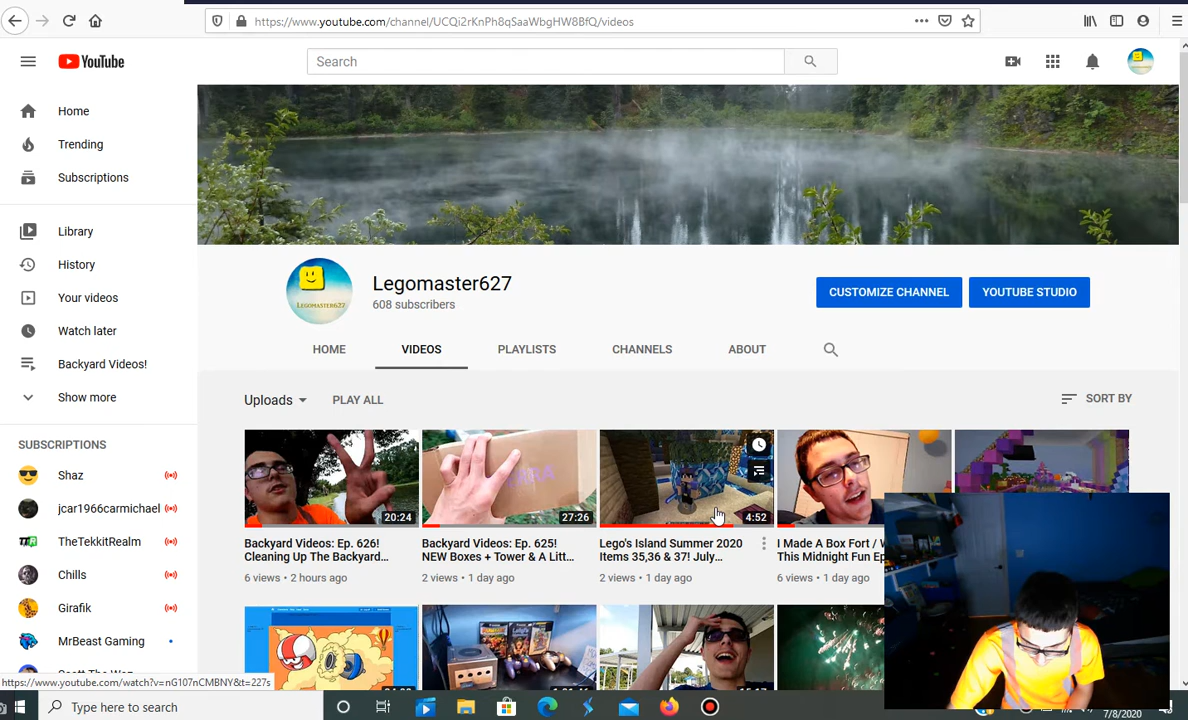 https://www.youtube.com/channel/UCQi2rKnPh8qSaaWbgHW8BfQ/videos
YouTube
Search
Home
Trending
Subscriptions
Library
History
Your videos
Watch later
Backyard Videos!
Show more
SUBSCRIPTIONS
Shaz
jcar1966carmichael
TheTekkitRealm
Chills
Girafik
MrBeast Gaming
LEGOMASTER627
Legomaster627
608 subscribers
CUSTOMIZE CHANNEL
YOUTUBE STUDIO
HOME
VIDEOS
PLAYLISTS
CHANNELS
ABOUT
Uploads
PLAY ALL
SORT BY
20:24
27:26
4:52
Backyard Videos: Ep. 626!
Cleaning Up The Backyard...
6 views • 2 hours ago
Backyard Videos: Ep. 625!
NEW Boxes + Tower & A Litt...
2 views • 1 day ago
Lego's Island Summer 2020
Items 35,36 & 37! July...
2 views • 1 day ago
I Made A Box Fort / W
This Midnight Fun Ep
6 views • 1 day ago
https://www.youtube.com/watch?v=nG107nCMBNY&t=227s
Type here to search
7/8/2020